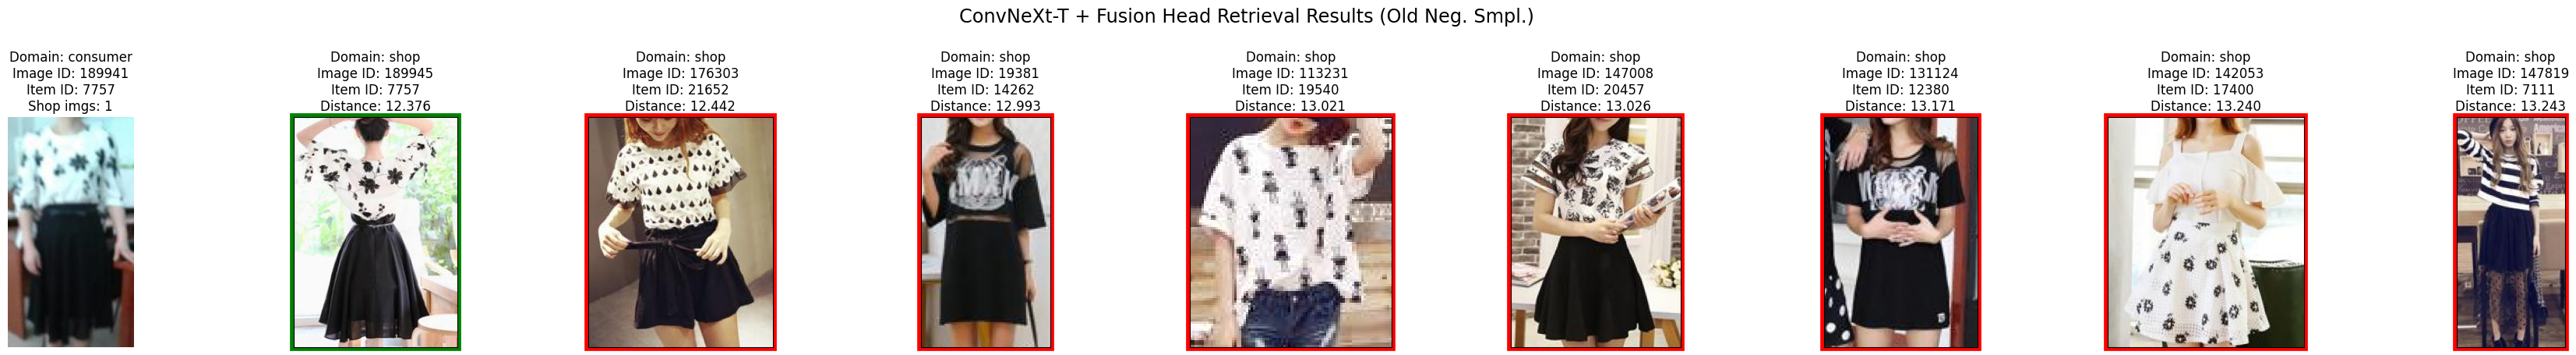 ConvNeXt-T + Fusion Head Retrieval Results (Old Neg. Smpl.)
Domain: consumer
Image ID: 189941
Item ID: 7757
Shop imgs: 1
Domain: shop
Image ID: 189945
Item ID: 7757
Distance: 12.376
Domain: shop
Image ID: 176303
Item ID: 21652
Distance: 12.442
Domain: shop
Image ID: 19381
Item ID: 14262
Distance: 12.993
Domain: shop
Image ID: 113231
Item ID: 19540
Distance: 13.021
Domain: shop
Image ID: 147008
Item ID: 20457
Distance: 13.026
Domain: shop
Image ID: 131124
Item ID: 12380
Distance: 13.171
Domain: shop
Image ID: 142053
Item ID: 17400
Distance: 13.240
Domain: shop
Image ID: 147819
Item ID: 7111
Distance: 13.243
America